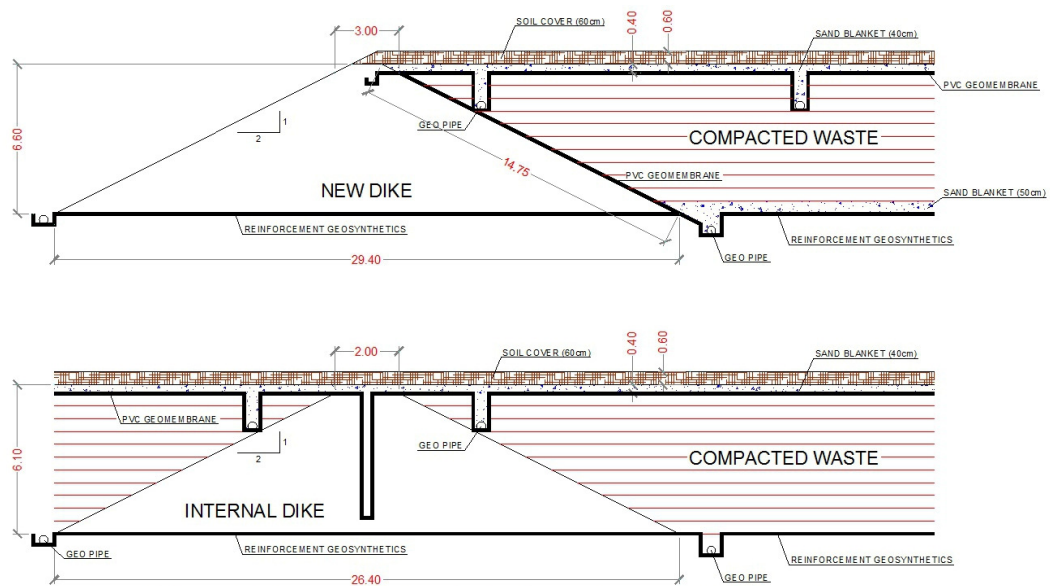 SOIL COVER (60cm)
3.00
0.40
0.60
SAND BLANKET (40cm)
PVC GEOMEMBRANE
GEO PIPE
1
2
COMPACTED WASTE
6.60
14.75
PVC GEOMEMBRANE
NEW DIKE
SAND BLANKET (50cm)
REINFORCEMENT GEOSYNTHETICS
REINFORCEMENT GEOSYNTHETICS
GEO PIPE
29.40
2.00
SOIL COVER (60cm)
0.40
0.60
SAND BLANKET (40cm)
PVC GEOMEMBRANE
1
2
GEO PIPE
COMPACTED WASTE
6.10
INTERNAL DIKE
GEO PIPE
REINFORCEMENT GEOSYNTHETICS
REINFORCEMENT GEOSYNTHETICS
GEO PIPE
26.40